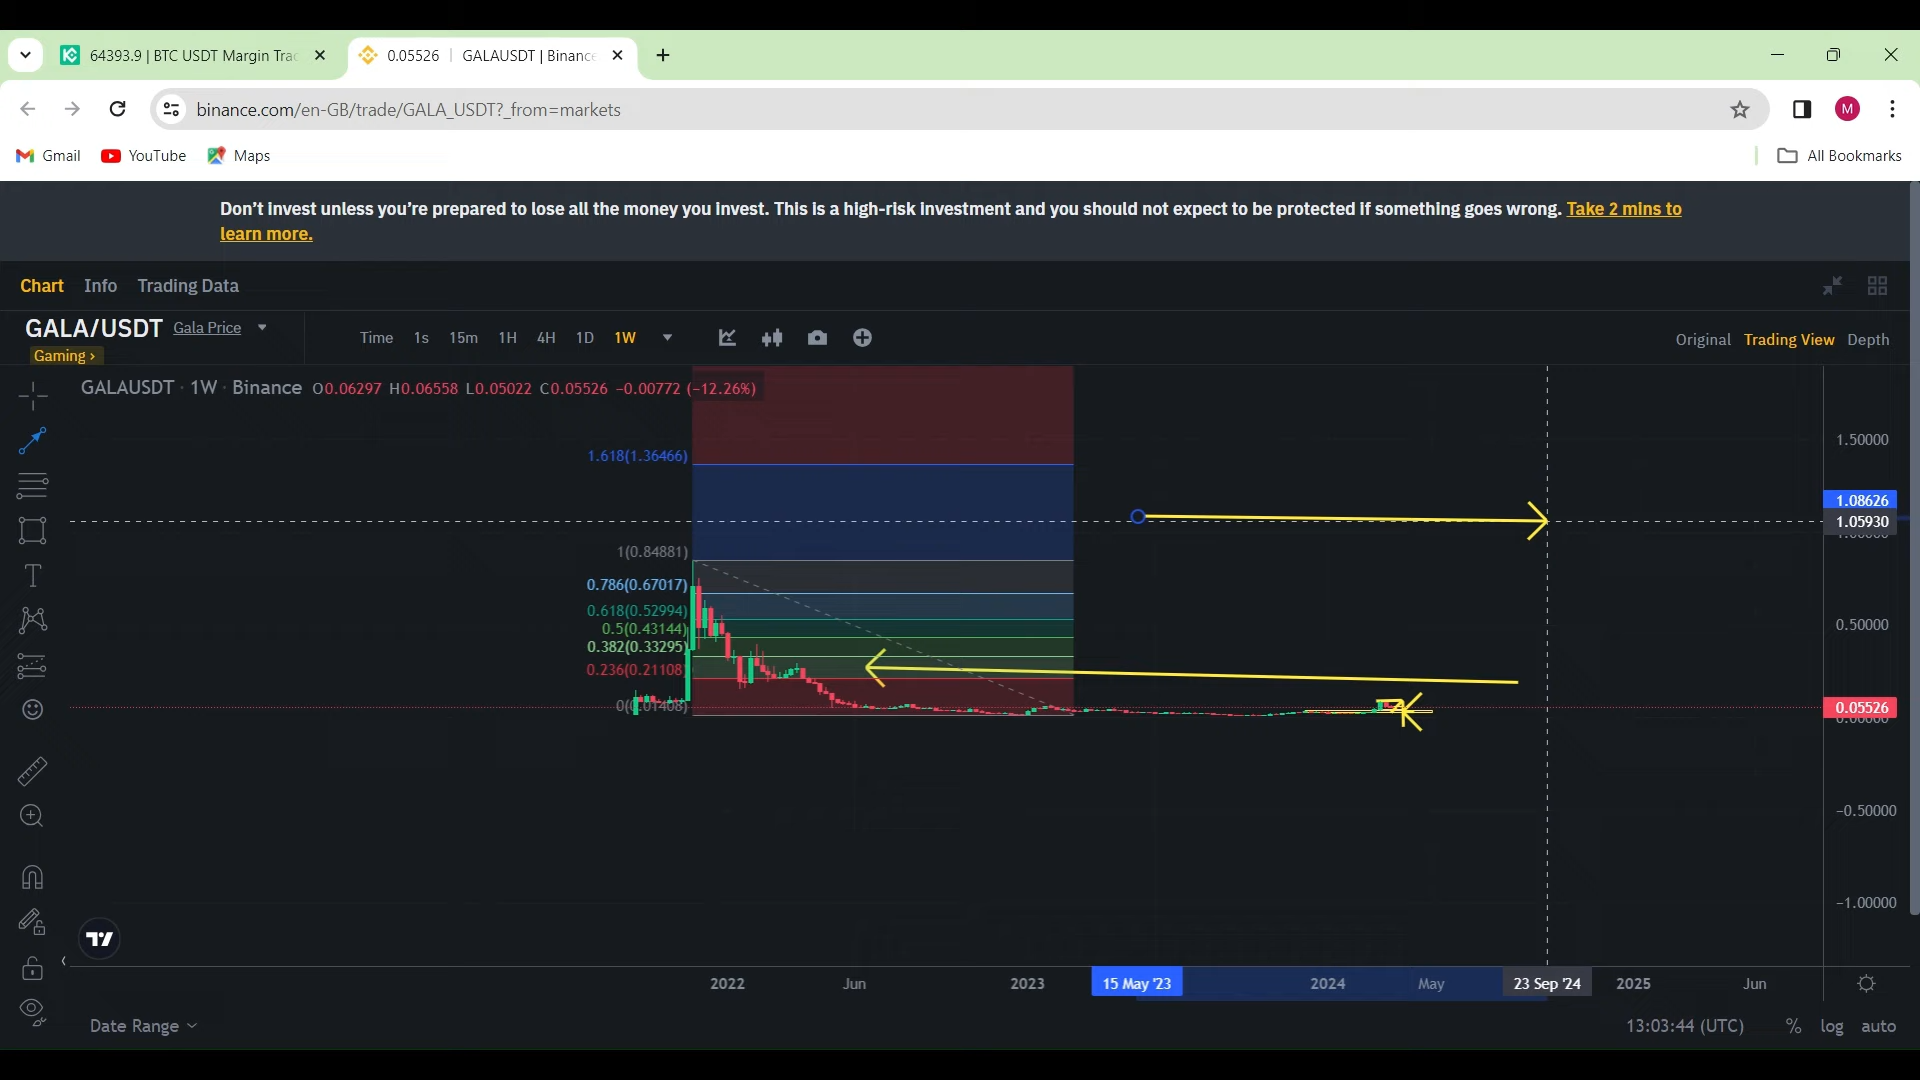 64393.9 | BTC USDT Margin Tra
0.05526 | GALAUSDT | Binance
binance.com/en-GB/trade/GALA_USDT?_from=markets
M
Gmail YouTube Maps
All Bookmarks
Don't invest unless you're prepared to lose all the money you invest. This is a high-risk investment and you should not expect to be protected if something goes wrong. Take 2 mins to
learn more.
Chart Info Trading Data
GALA/USDT Gala Price
Gaming ›
Time 1s 15m 1H 4H 1D 1W
Original Trading View Depth
GALAUSDT · 1W · Binance O0.06297 H0.06558 L0.05022 C0.05526 −0.00772 (−12.26%)
1.50000
1.618(1.36466)
1.08626
1.05930
1(0.84881)
0.786(0.67017)
0.618(0.52994)
0.5(0.43144)
0.50000
0.382(0.33295)
0.236(0.21108)
0(0.01408)
0.05526
−0.50000
−1.00000
2022 Jun 2023 15 May '23 2024 May 23 Sep '24 2025 Jun
Date Range
13:03:44 (UTC) % log auto